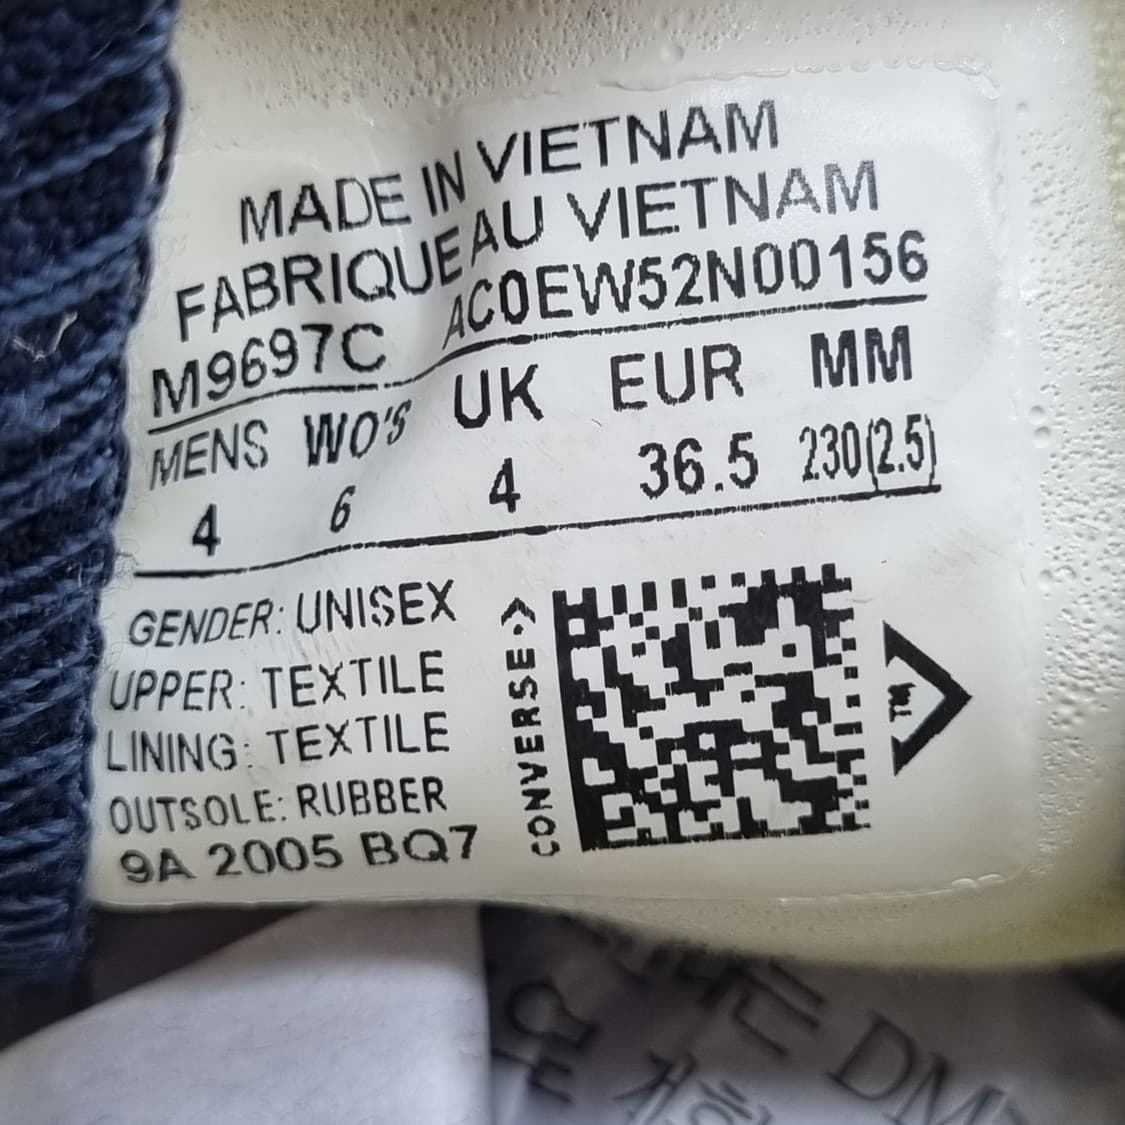 MADE IN VIETNAM
FABRIQUE AU VIETNAM
M9697C AC0EW52N00156
MENS WO'S UK EUR MM
4 6 4 36.5 230(2.5)
GENDER: UNISEX
UPPER: TEXTILE
LINING: TEXTILE
OUTSOLE: RUBBER
9A 2005 BQ7
CONVERSE
TM